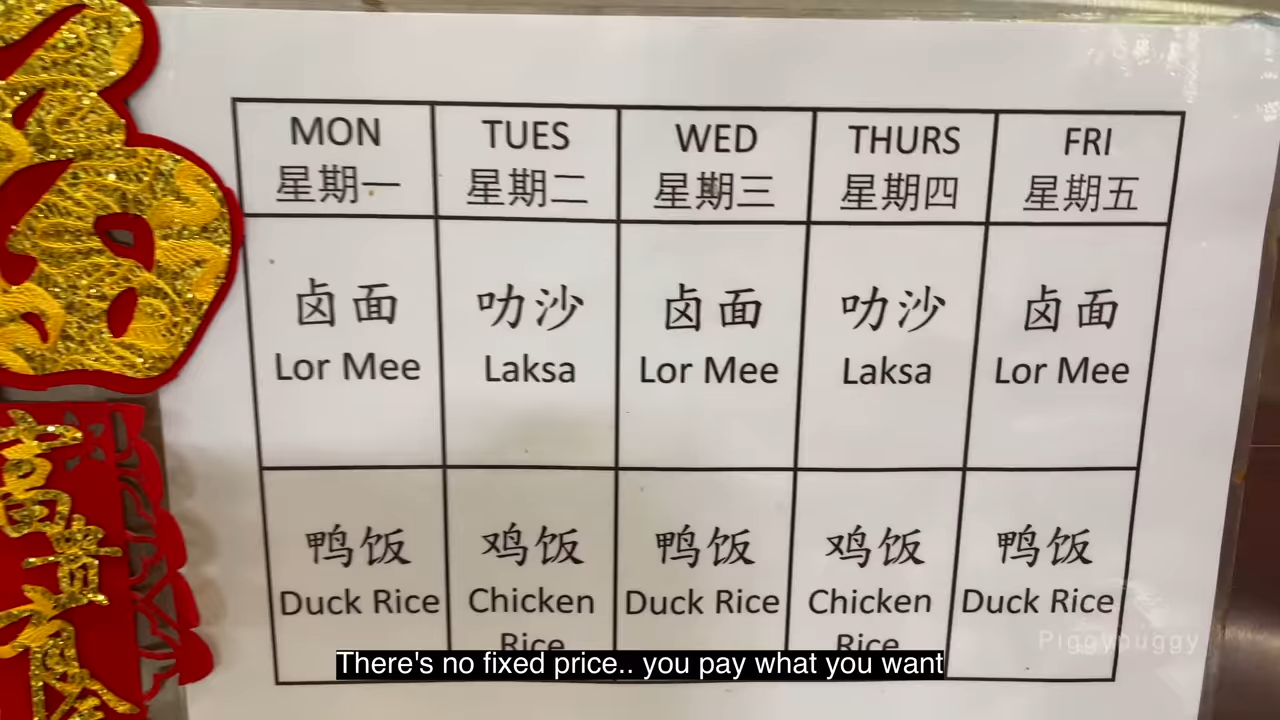 MON
星期一
TUES
星期二
WED
星期三
THURS
星期四
FRI
星期五
卤面
Lor Mee
叻沙
Laksa
卤面
Lor Mee
叻沙
Laksa
卤面
Lor Mee
鸭饭
Duck Rice
鸡饭
Chicken
Rice
鸭饭
Duck Rice
鸡饭
Chicken
Rice
鸭饭
Duck Rice
Piggypuggy
There's no fixed price.. you pay what you want